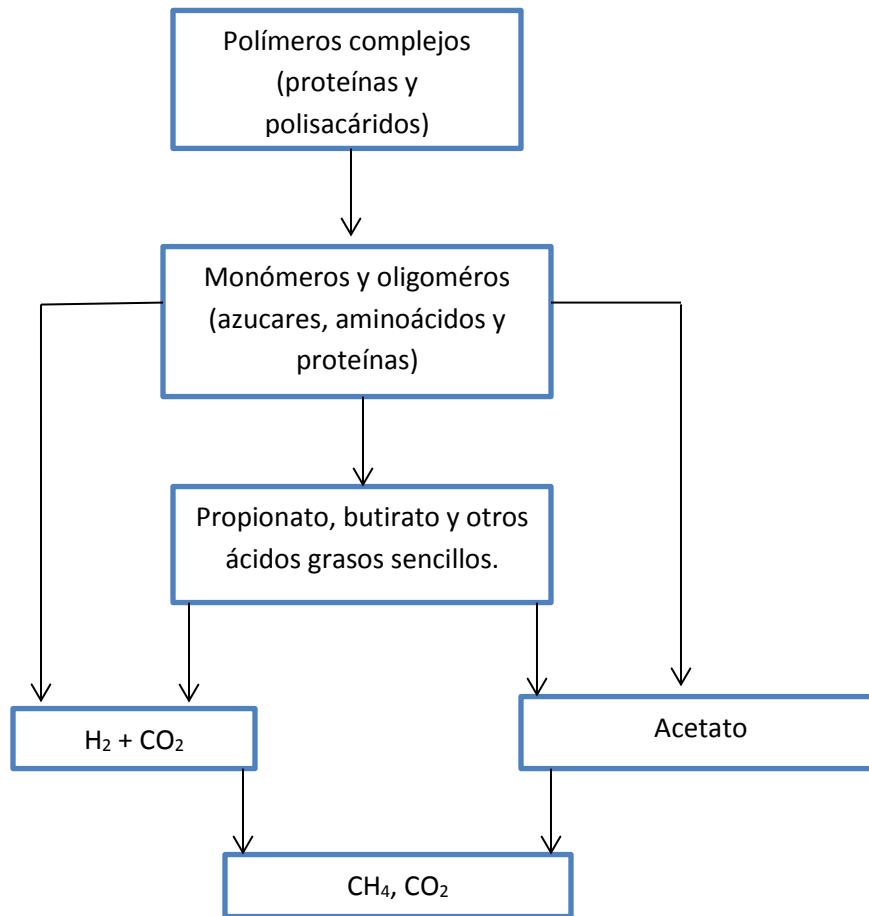 Polímeros complejos
(proteínas y
polisacáridos)
Monómeros y oligoméros
(azucares, aminoácidos y
proteínas)
Propionato, butirato y otros
ácidos grasos sencillos.
H₂ + CO₂
Acetato
CH₄, CO₂